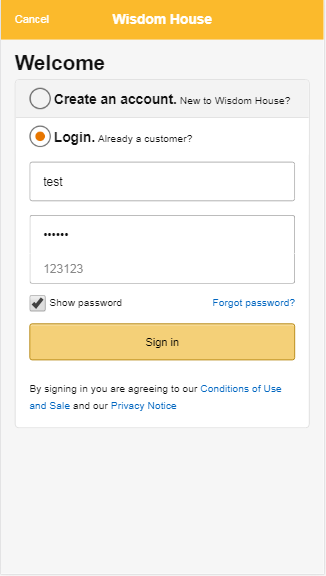 Cancel Wisdom House
Welcome
Create an account. New to Wisdom House?
Login. Already a customer?
test
••••••
123123
Show password Forgot password?
Sign in
By signing in you are agreeing to our Conditions of Use
and Sale and our Privacy Notice